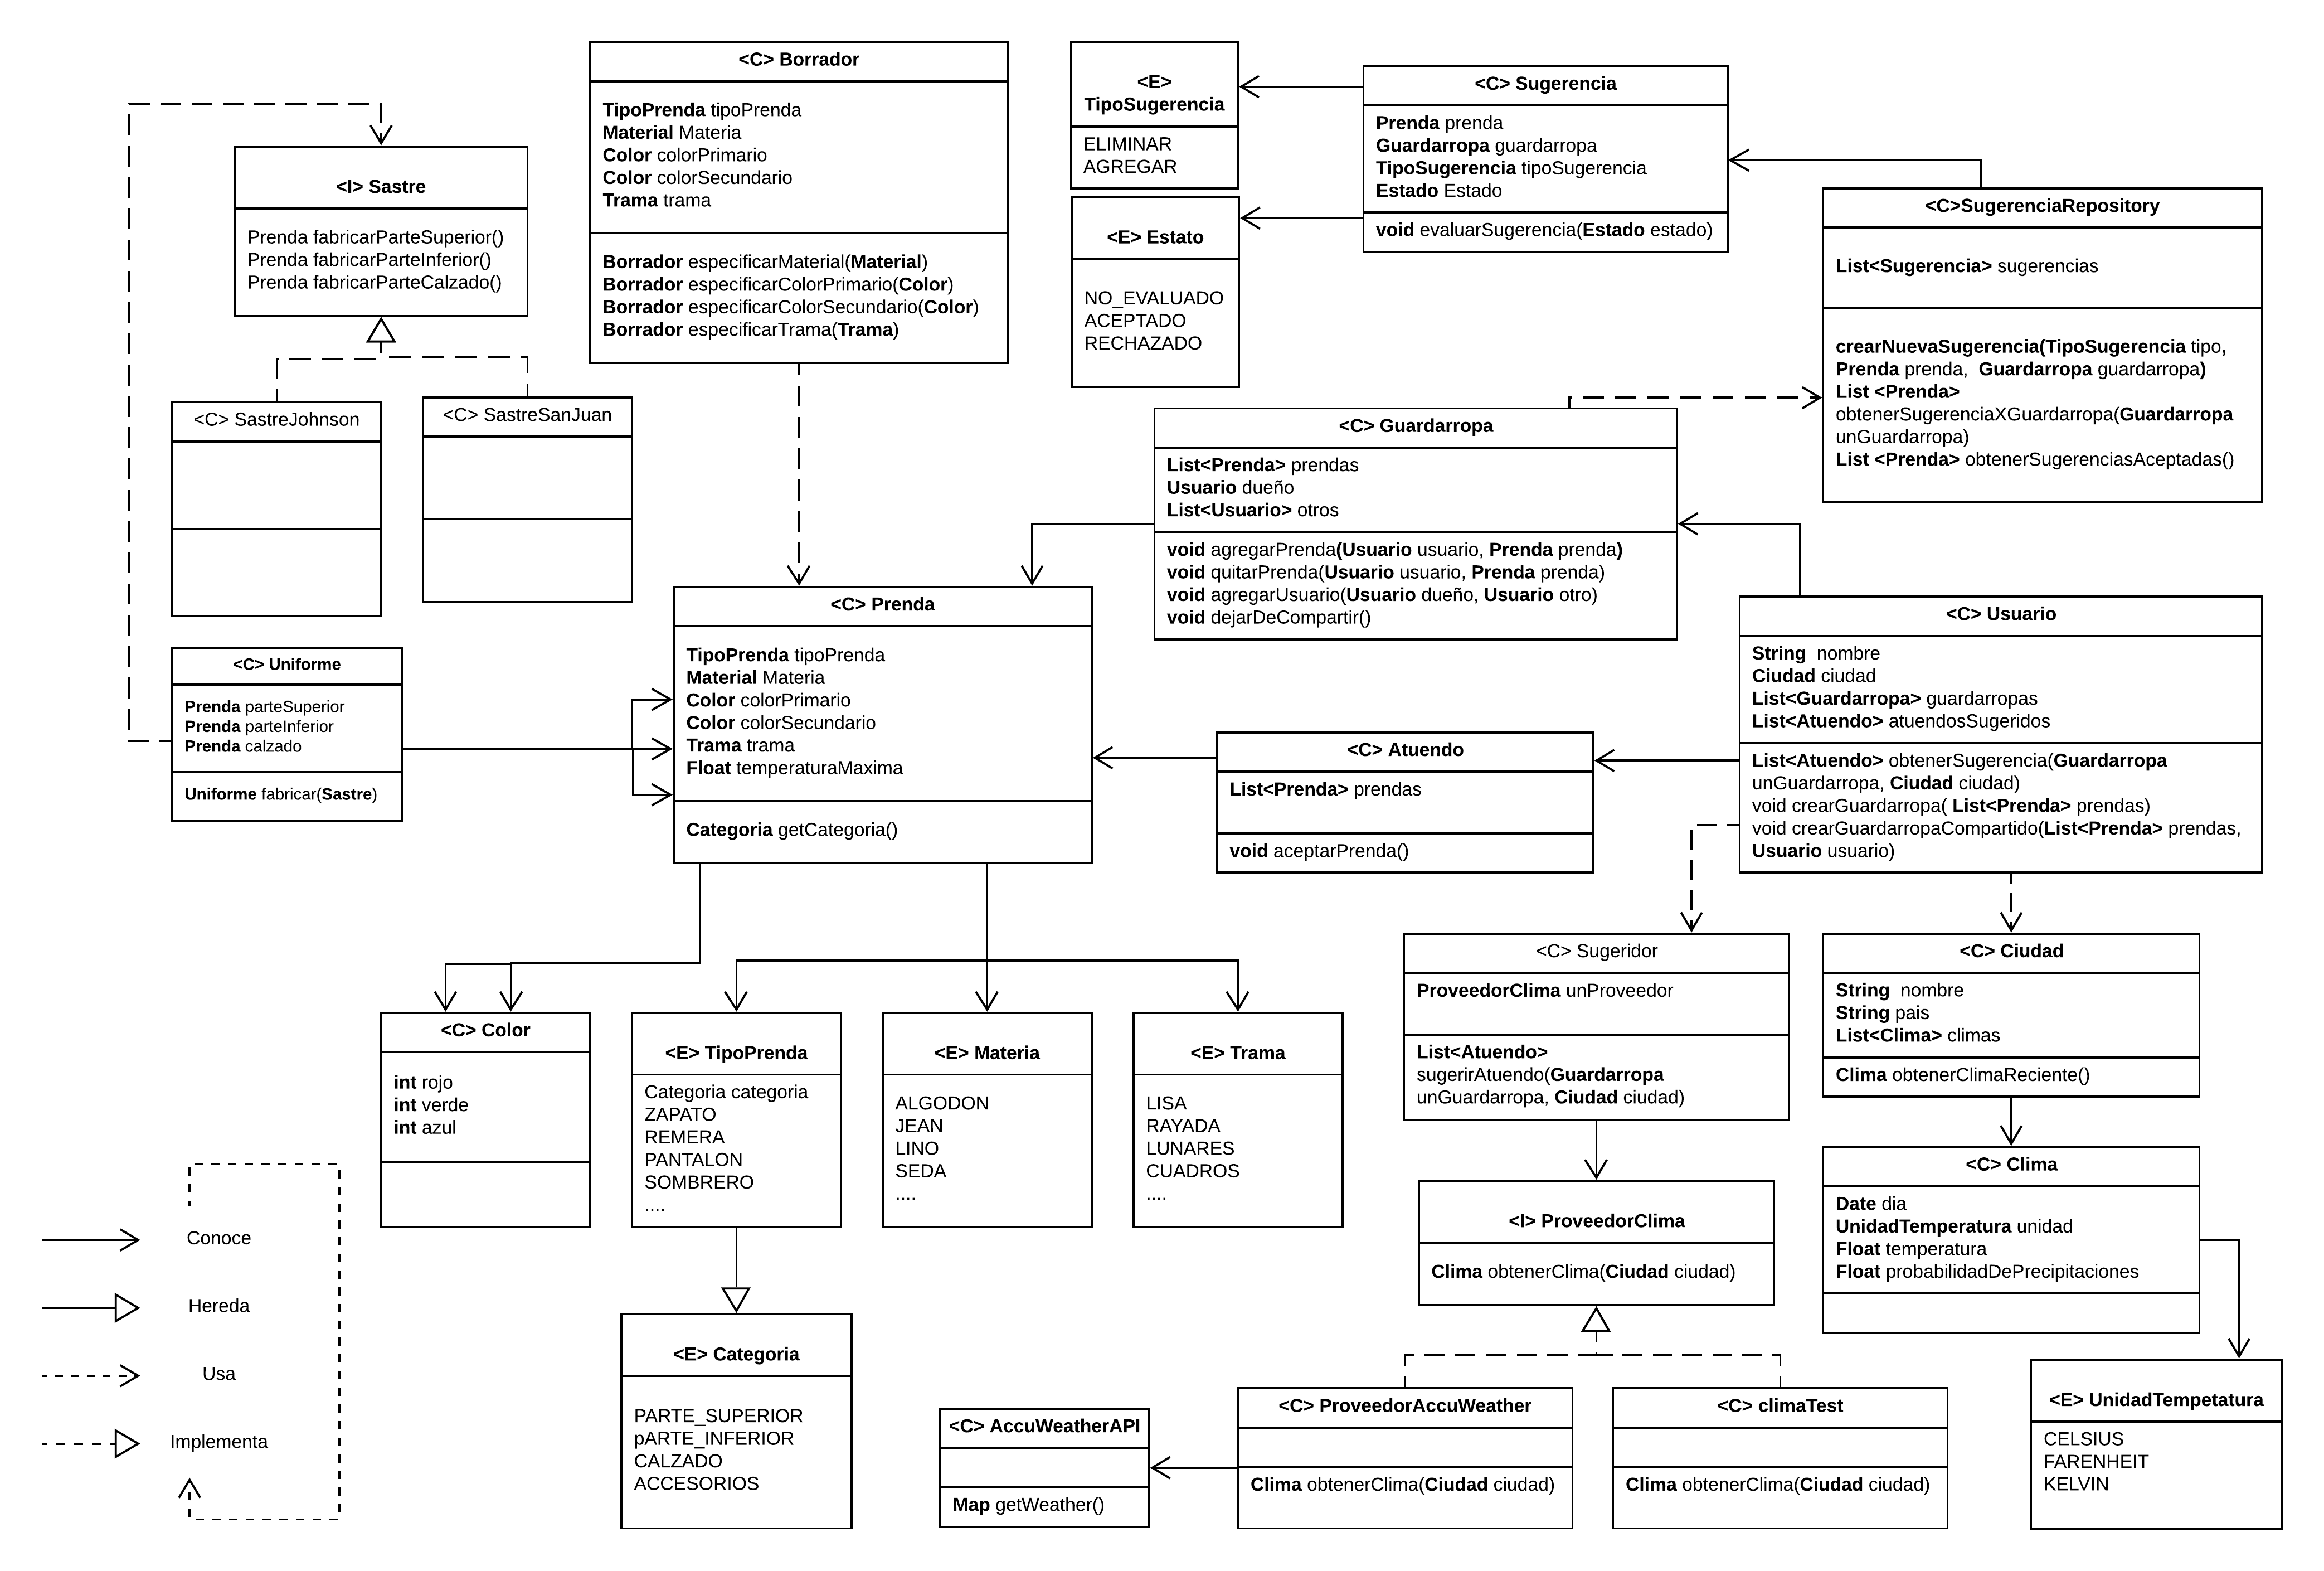 <C> Borrador
TipoPrenda tipoPrenda
Material Materia
Color colorPrimario
Color colorSecundario
Trama trama
Borrador especificarMaterial(Material)
Borrador especificarColorPrimario(Color)
Borrador especificarColorSecundario(Color)
Borrador especificarTrama(Trama)
<E>
TipoSugerencia
ELIMINAR
AGREGAR
<C> Sugerencia
Prenda prenda
Guardarropa guardarropa
TipoSugerencia tipoSugerencia
Estado Estado
void evaluarSugerencia(Estado estado)
<I> Sastre
Prenda fabricarParteSuperior()
Prenda fabricarParteInferior()
Prenda fabricarParteCalzado()
<E> Estato
NO_EVALUADO
ACEPTADO
RECHAZADO
<C>SugerenciaRepository
List<Sugerencia> sugerencias
crearNuevaSugerencia(TipoSugerencia tipo,
Prenda prenda, Guardarropa guardarropa)
List <Prenda>
obtenerSugerenciaXGuardarropa(Guardarropa
unGuardarropa)
List <Prenda> obtenerSugerenciasAceptadas()
<C> SastreJohnson
<C> SastreSanJuan
<C> Guardarropa
List<Prenda> prendas
Usuario dueño
List<Usuario> otros
void agregarPrenda(Usuario usuario, Prenda prenda)
void quitarPrenda(Usuario usuario, Prenda prenda)
void agregarUsuario(Usuario dueño, Usuario otro)
void dejarDeCompartir()
<C> Prenda
TipoPrenda tipoPrenda
Material Materia
Color colorPrimario
Color colorSecundario
Trama trama
Float temperaturaMaxima
Categoria getCategoria()
<C> Usuario
String nombre
Ciudad ciudad
List<Guardarropa> guardarropas
List<Atuendo> atuendosSugeridos
List<Atuendo> obtenerSugerencia(Guardarropa
unGuardarropa, Ciudad ciudad)
void crearGuardarropa( List<Prenda> prendas)
void crearGuardarropaCompartido(List<Prenda> prendas,
Usuario usuario)
<C> Uniforme
Prenda parteSuperior
Prenda parteInferior
Prenda calzado
Uniforme fabricar(Sastre)
<C> Atuendo
List<Prenda> prendas
void aceptarPrenda()
<C> Sugeridor
ProveedorClima unProveedor
List<Atuendo>
sugerirAtuendo(Guardarropa
unGuardarropa, Ciudad ciudad)
<C> Ciudad
String nombre
String pais
List<Clima> climas
Clima obtenerClimaReciente()
<C> Color
int rojo
int verde
int azul
<E> TipoPrenda
Categoria categoria
ZAPATO
REMERA
PANTALON
SOMBRERO
....
<E> Materia
ALGODON
JEAN
LINO
SEDA
....
<E> Trama
LISA
RAYADA
LUNARES
CUADROS
....
<C> Clima
Date dia
UnidadTemperatura unidad
Float temperatura
Float probabilidadDePrecipitaciones
<I> ProveedorClima
Clima obtenerClima(Ciudad ciudad)
Conoce
Hereda
Usa
Implementa
<E> Categoria
PARTE_SUPERIOR
pARTE_INFERIOR
CALZADO
ACCESORIOS
<C> AccuWeatherAPI
Map getWeather()
<C> ProveedorAccuWeather
Clima obtenerClima(Ciudad ciudad)
<C> climaTest
Clima obtenerClima(Ciudad ciudad)
<E> UnidadTempetatura
CELSIUS
FARENHEIT
KELVIN